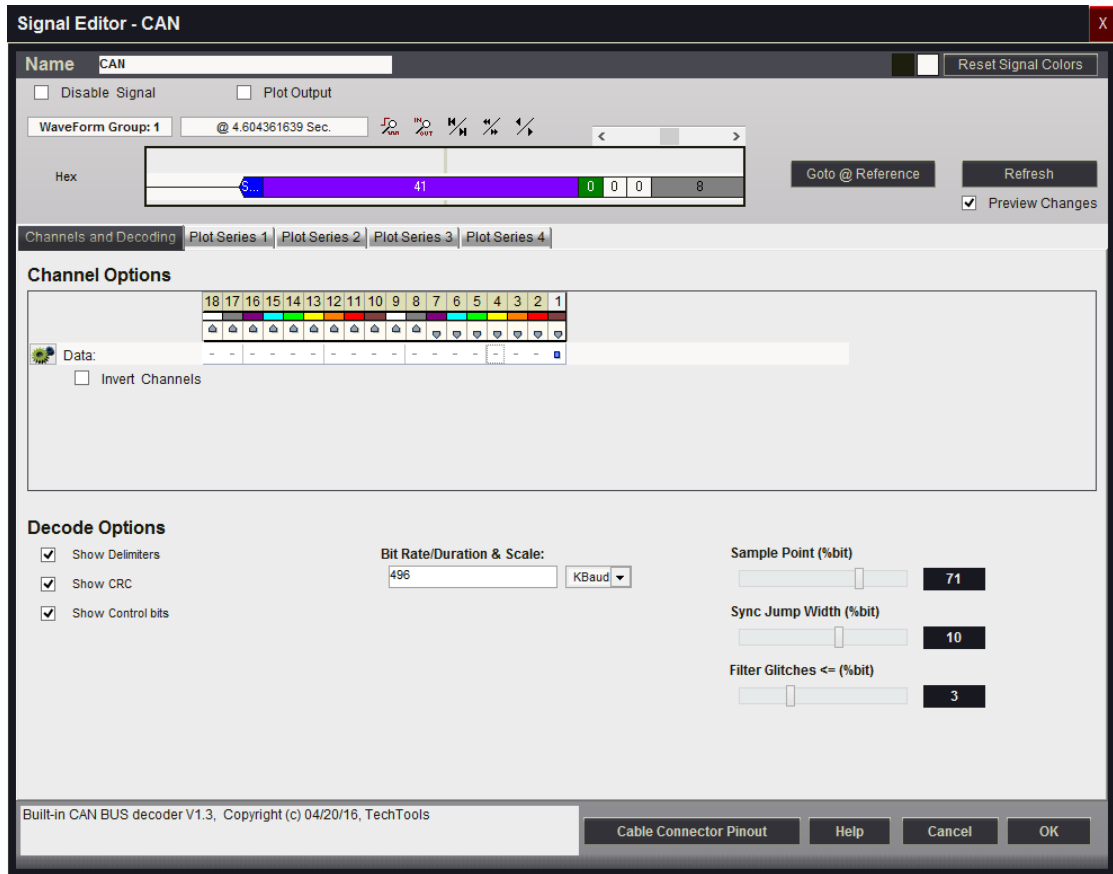 Signal Editor - CAN
X
Name CAN Reset Signal Colors
Disable Signal Plot Output
WaveForm Group: 1 @ 4.604361639 Sec. IN OUT
< >
Hex S... 41 0 0 0 8 Goto @ Reference Refresh
Preview Changes
Channels and Decoding Plot Series 1 Plot Series 2 Plot Series 3 Plot Series 4
Channel Options
18 17 16 15 14 13 12 11 10 9 8 7 6 5 4 3 2 1
Data: - - - - - - - - - - - - - - - - -
Invert Channels
Decode Options
Show Delimiters Bit Rate/Duration & Scale: Sample Point (%bit)
Show CRC 496 KBaud 71
Show Control bits Sync Jump Width (%bit)
10
Filter Glitches <= (%bit)
3
Built-in CAN BUS decoder V1.3, Copyright (c) 04/20/16, TechTools
Cable Connector Pinout Help Cancel OK